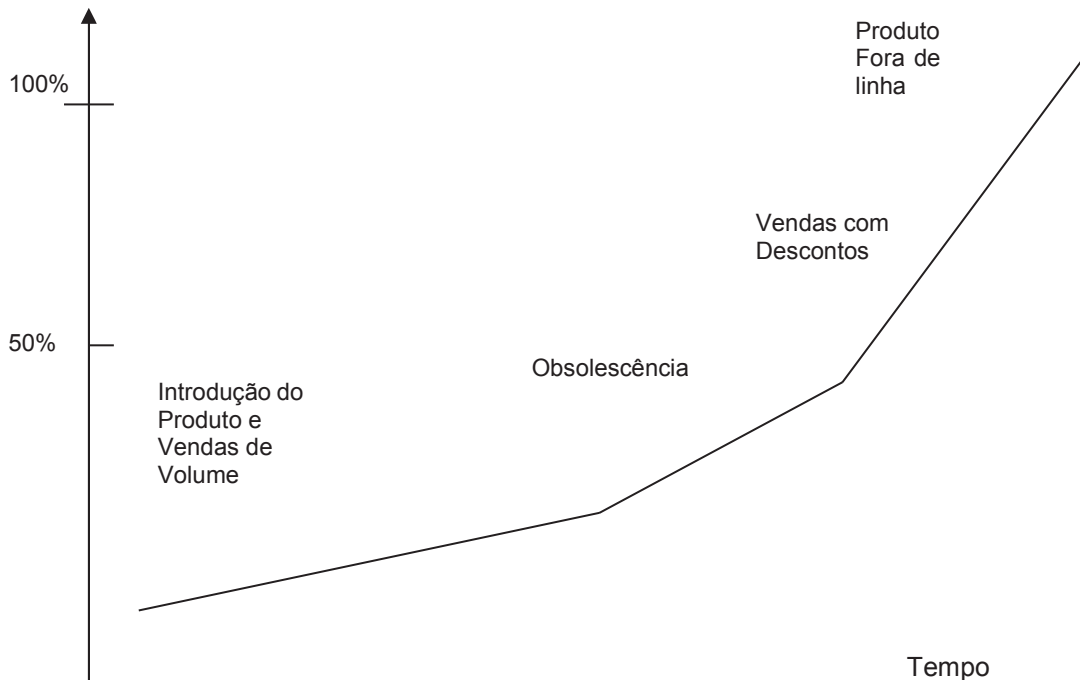 Produto
Fora de
linha
100%
Vendas com
Descontos
50%
Obsolescência
Introdução do
Produto e
Vendas de
Volume
Tempo